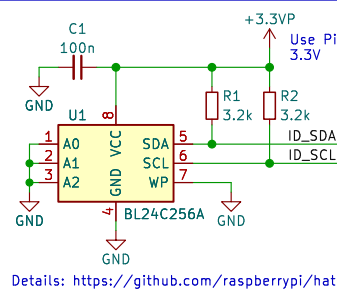 +3.3VP
C1
100n
Use Pi
3.3V
GND
R1
3.2k
R2
3.2k
U1
8
VCC
1 A0
2 A1
3 A2
SDA 5
SCL 6
WP 7
ID_SDA
ID_SCL
GND
4
BL24C256A
GND
GND
GND
Details: https://github.com/raspberrypi/hat